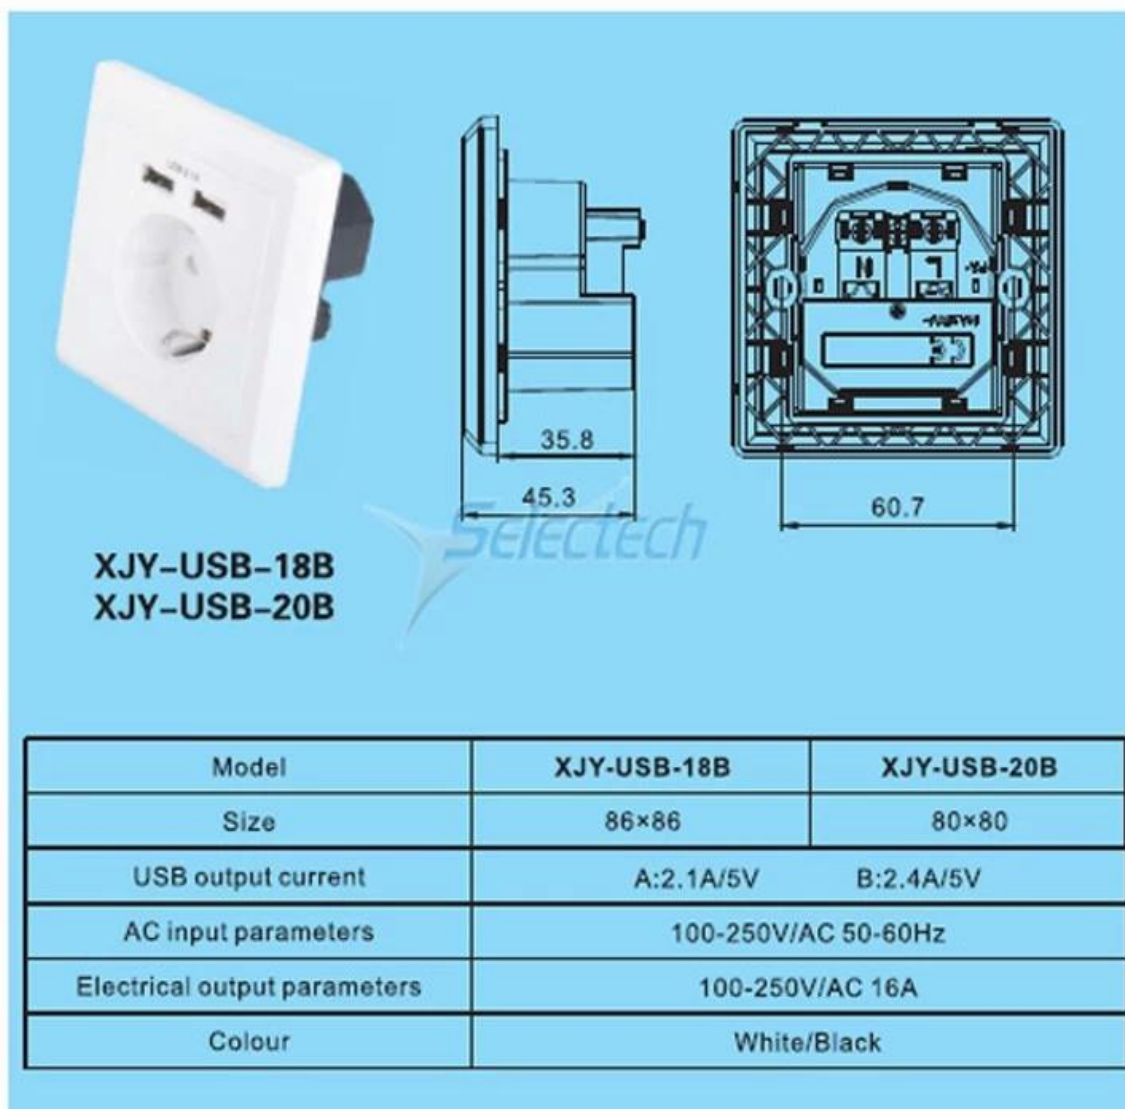 35.8
45.3
60.7
Selectech
XJY-USB-18B
XJY-USB-20B
N
L
Model XJY-USB-18B XJY-USB-20B
Size 86×86 80×80
USB output current A:2.1A/5V B:2.4A/5V
AC input parameters 100-250V/AC 50-60Hz
Electrical output parameters 100-250V/AC 16A
Colour White/Black